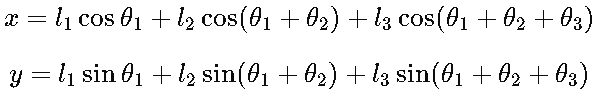 x = l₁ cos θ₁ + l₂ cos(θ₁ + θ₂) + l₃ cos(θ₁ + θ₂ + θ₃)
y = l₁ sin θ₁ + l₂ sin(θ₁ + θ₂) + l₃ sin(θ₁ + θ₂ + θ₃)